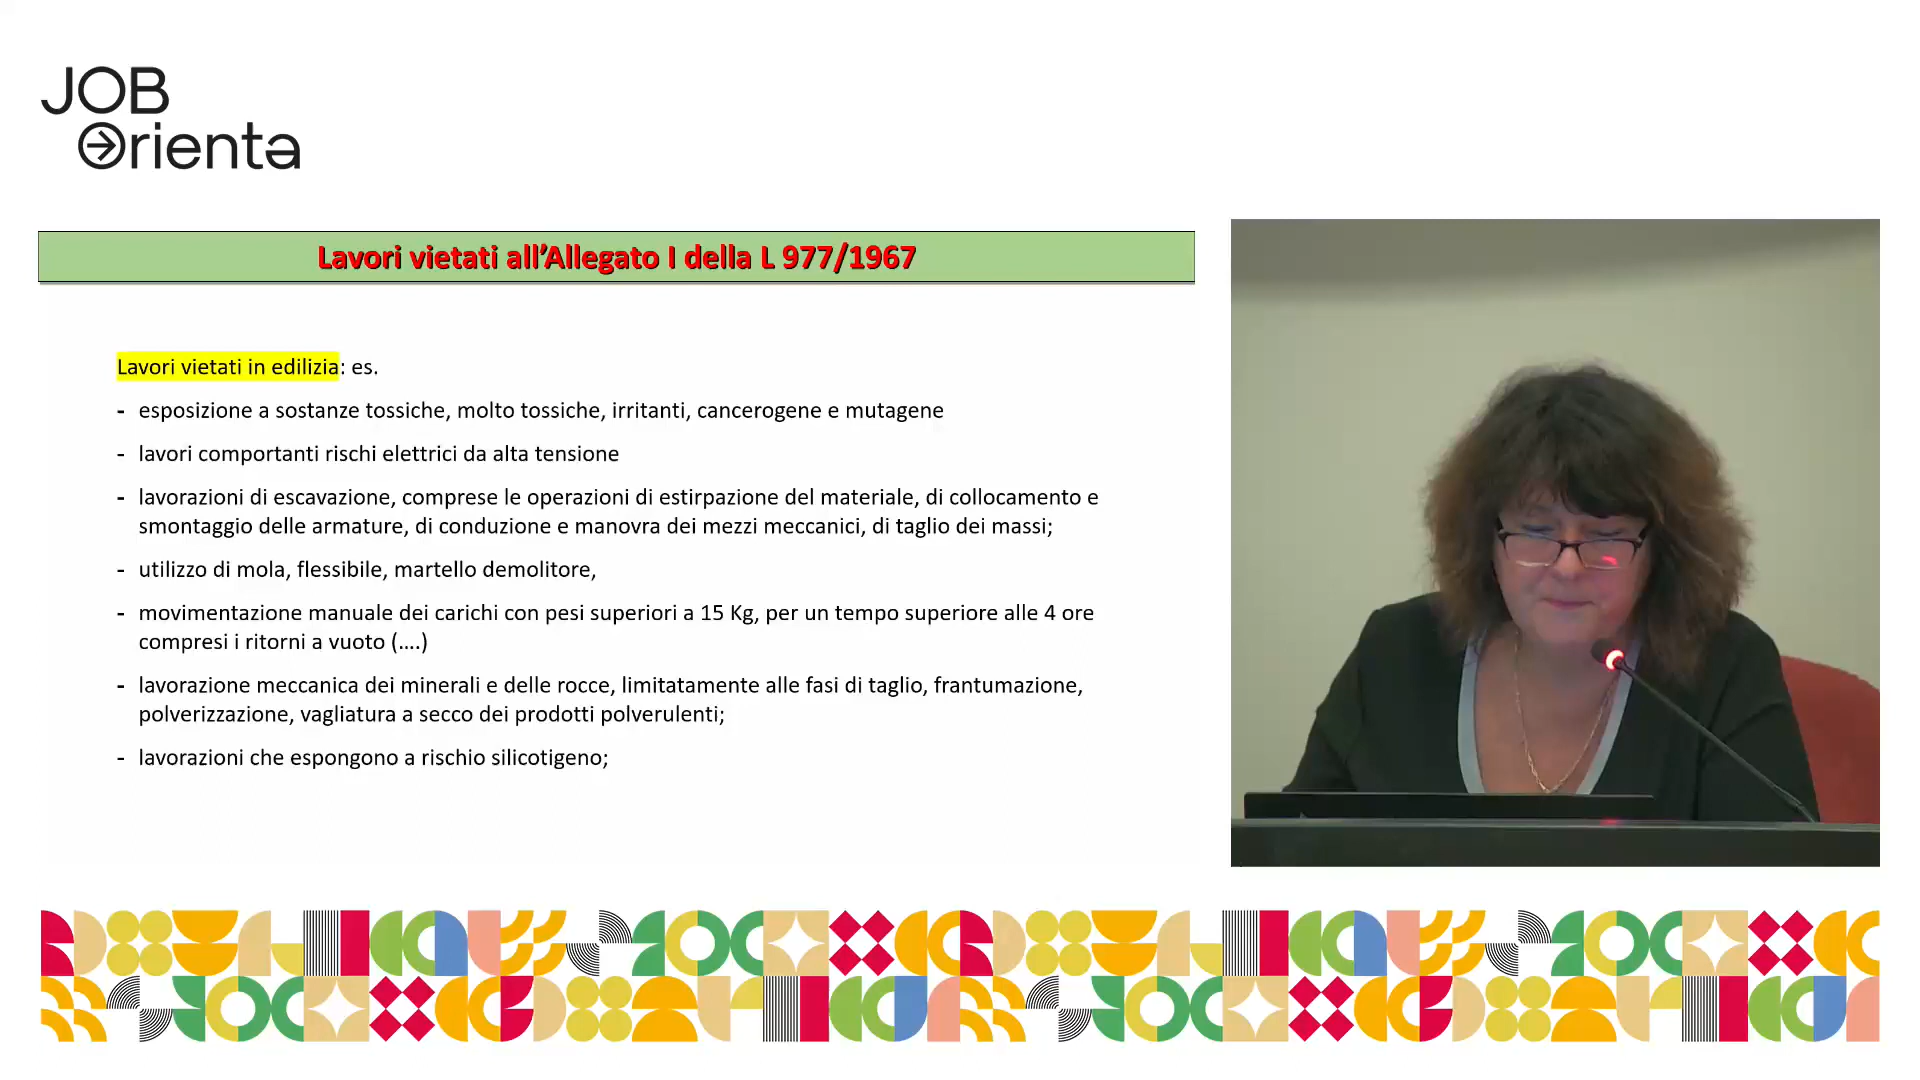 JOB
Orienta
Lavori vietati all'Allegato I della L 977/1967
Lavori vietati in edilizia: es.
- esposizione a sostanze tossiche, molto tossiche, irritanti, cancerogene e mutagene
- lavori comportanti rischi elettrici da alta tensione
- lavorazioni di escavazione, comprese le operazioni di estirpazione del materiale, di collocamento e
smontaggio delle armature, di conduzione e manovra dei mezzi meccanici, di taglio dei massi;
- utilizzo di mola, flessibile, martello demolitore,
- movimentazione manuale dei carichi con pesi superiori a 15 Kg, per un tempo superiore alle 4 ore
compresi i ritorni a vuoto (....)
- lavorazione meccanica dei minerali e delle rocce, limitatamente alle fasi di taglio, frantumazione,
polverizzazione, vagliatura a secco dei prodotti polverulenti;
- lavorazioni che espongono a rischio silicotigeno;